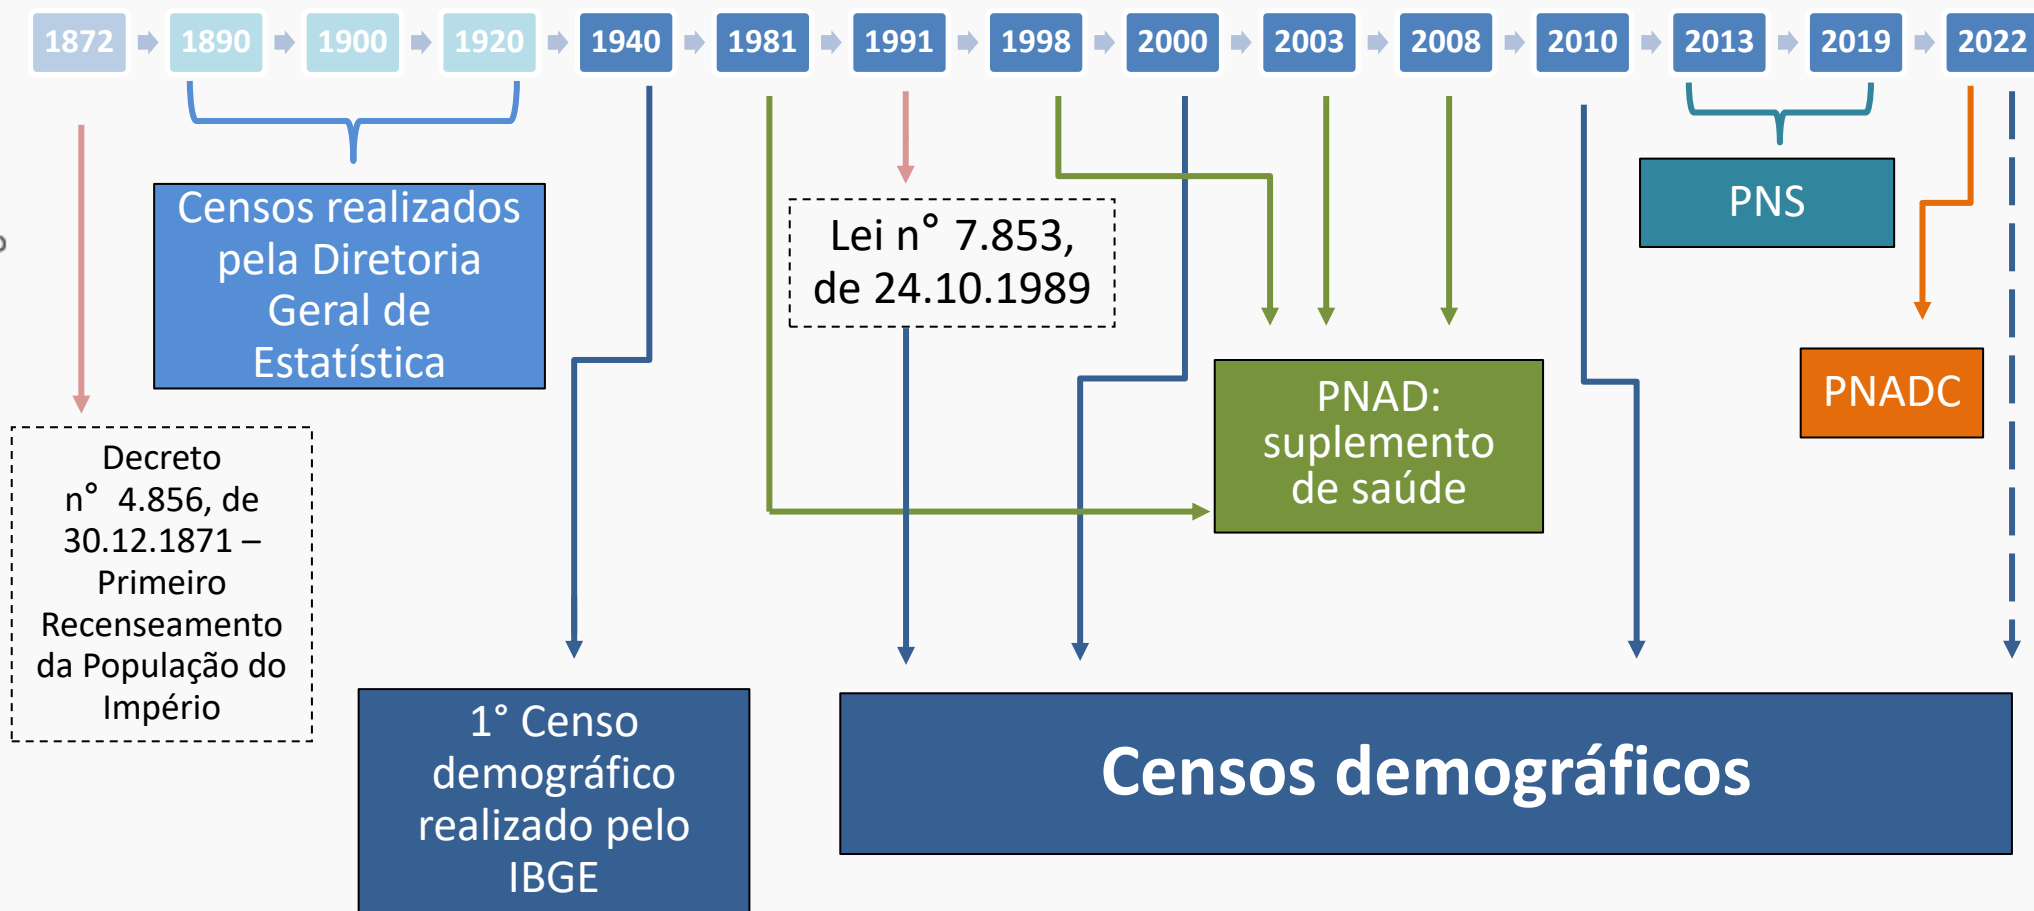 1872 1890 1900 1920 1940 1981 1991 1998 2000 2003 2008 2010 2013 2019 2022
Censos realizados
pela Diretoria
Geral de
Estatística
Lei n° 7.853,
de 24.10.1989
PNS
PNAD:
suplemento
de saúde
PNADC
Decreto
n° 4.856, de
30.12.1871 –
Primeiro
Recenseamento
da População do
Império
1° Censo
demográfico
realizado pelo
IBGE
Censos demográficos